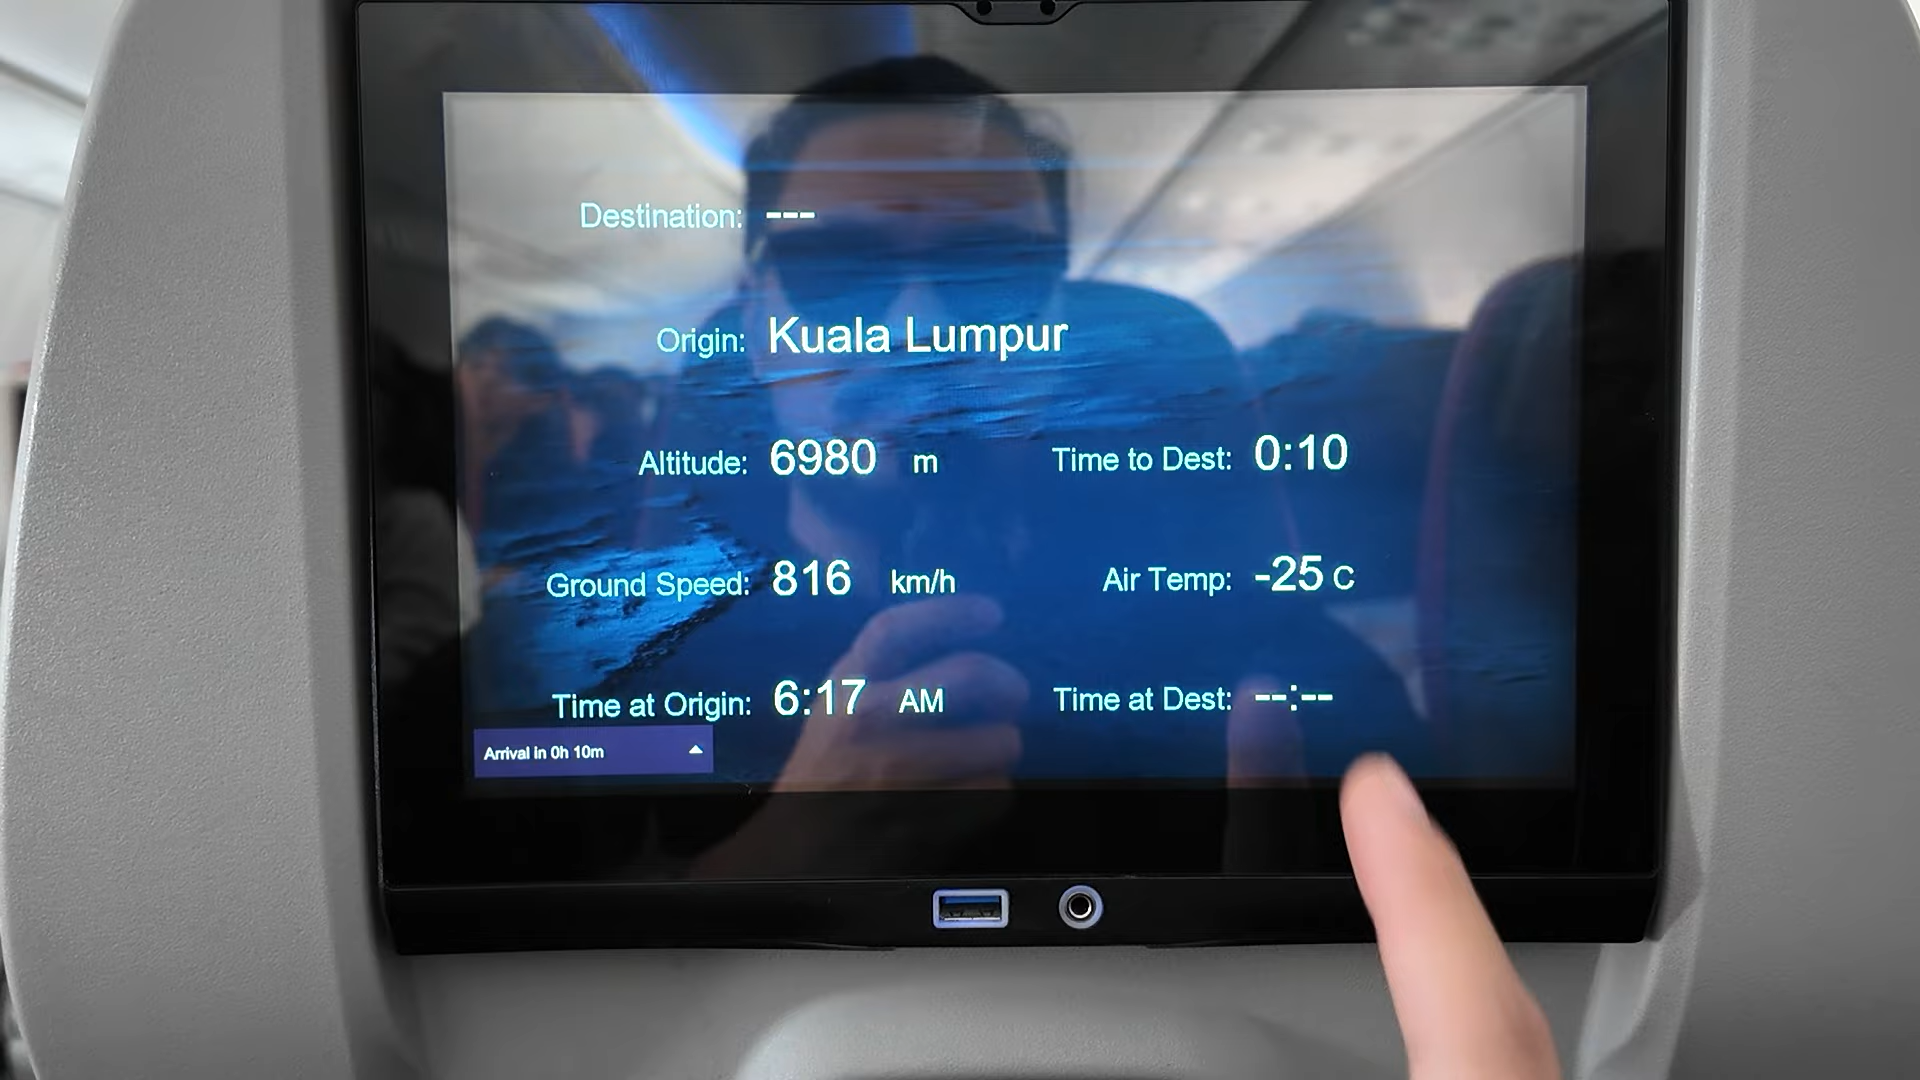 Destination: ---
Origin: Kuala Lumpur
Altitude: 6980 m Time to Dest: 0:10
Ground Speed: 816 km/h Air Temp: -25 C
Time at Origin: 6:17 AM Time at Dest: --:--
Arrival in 0h 10m